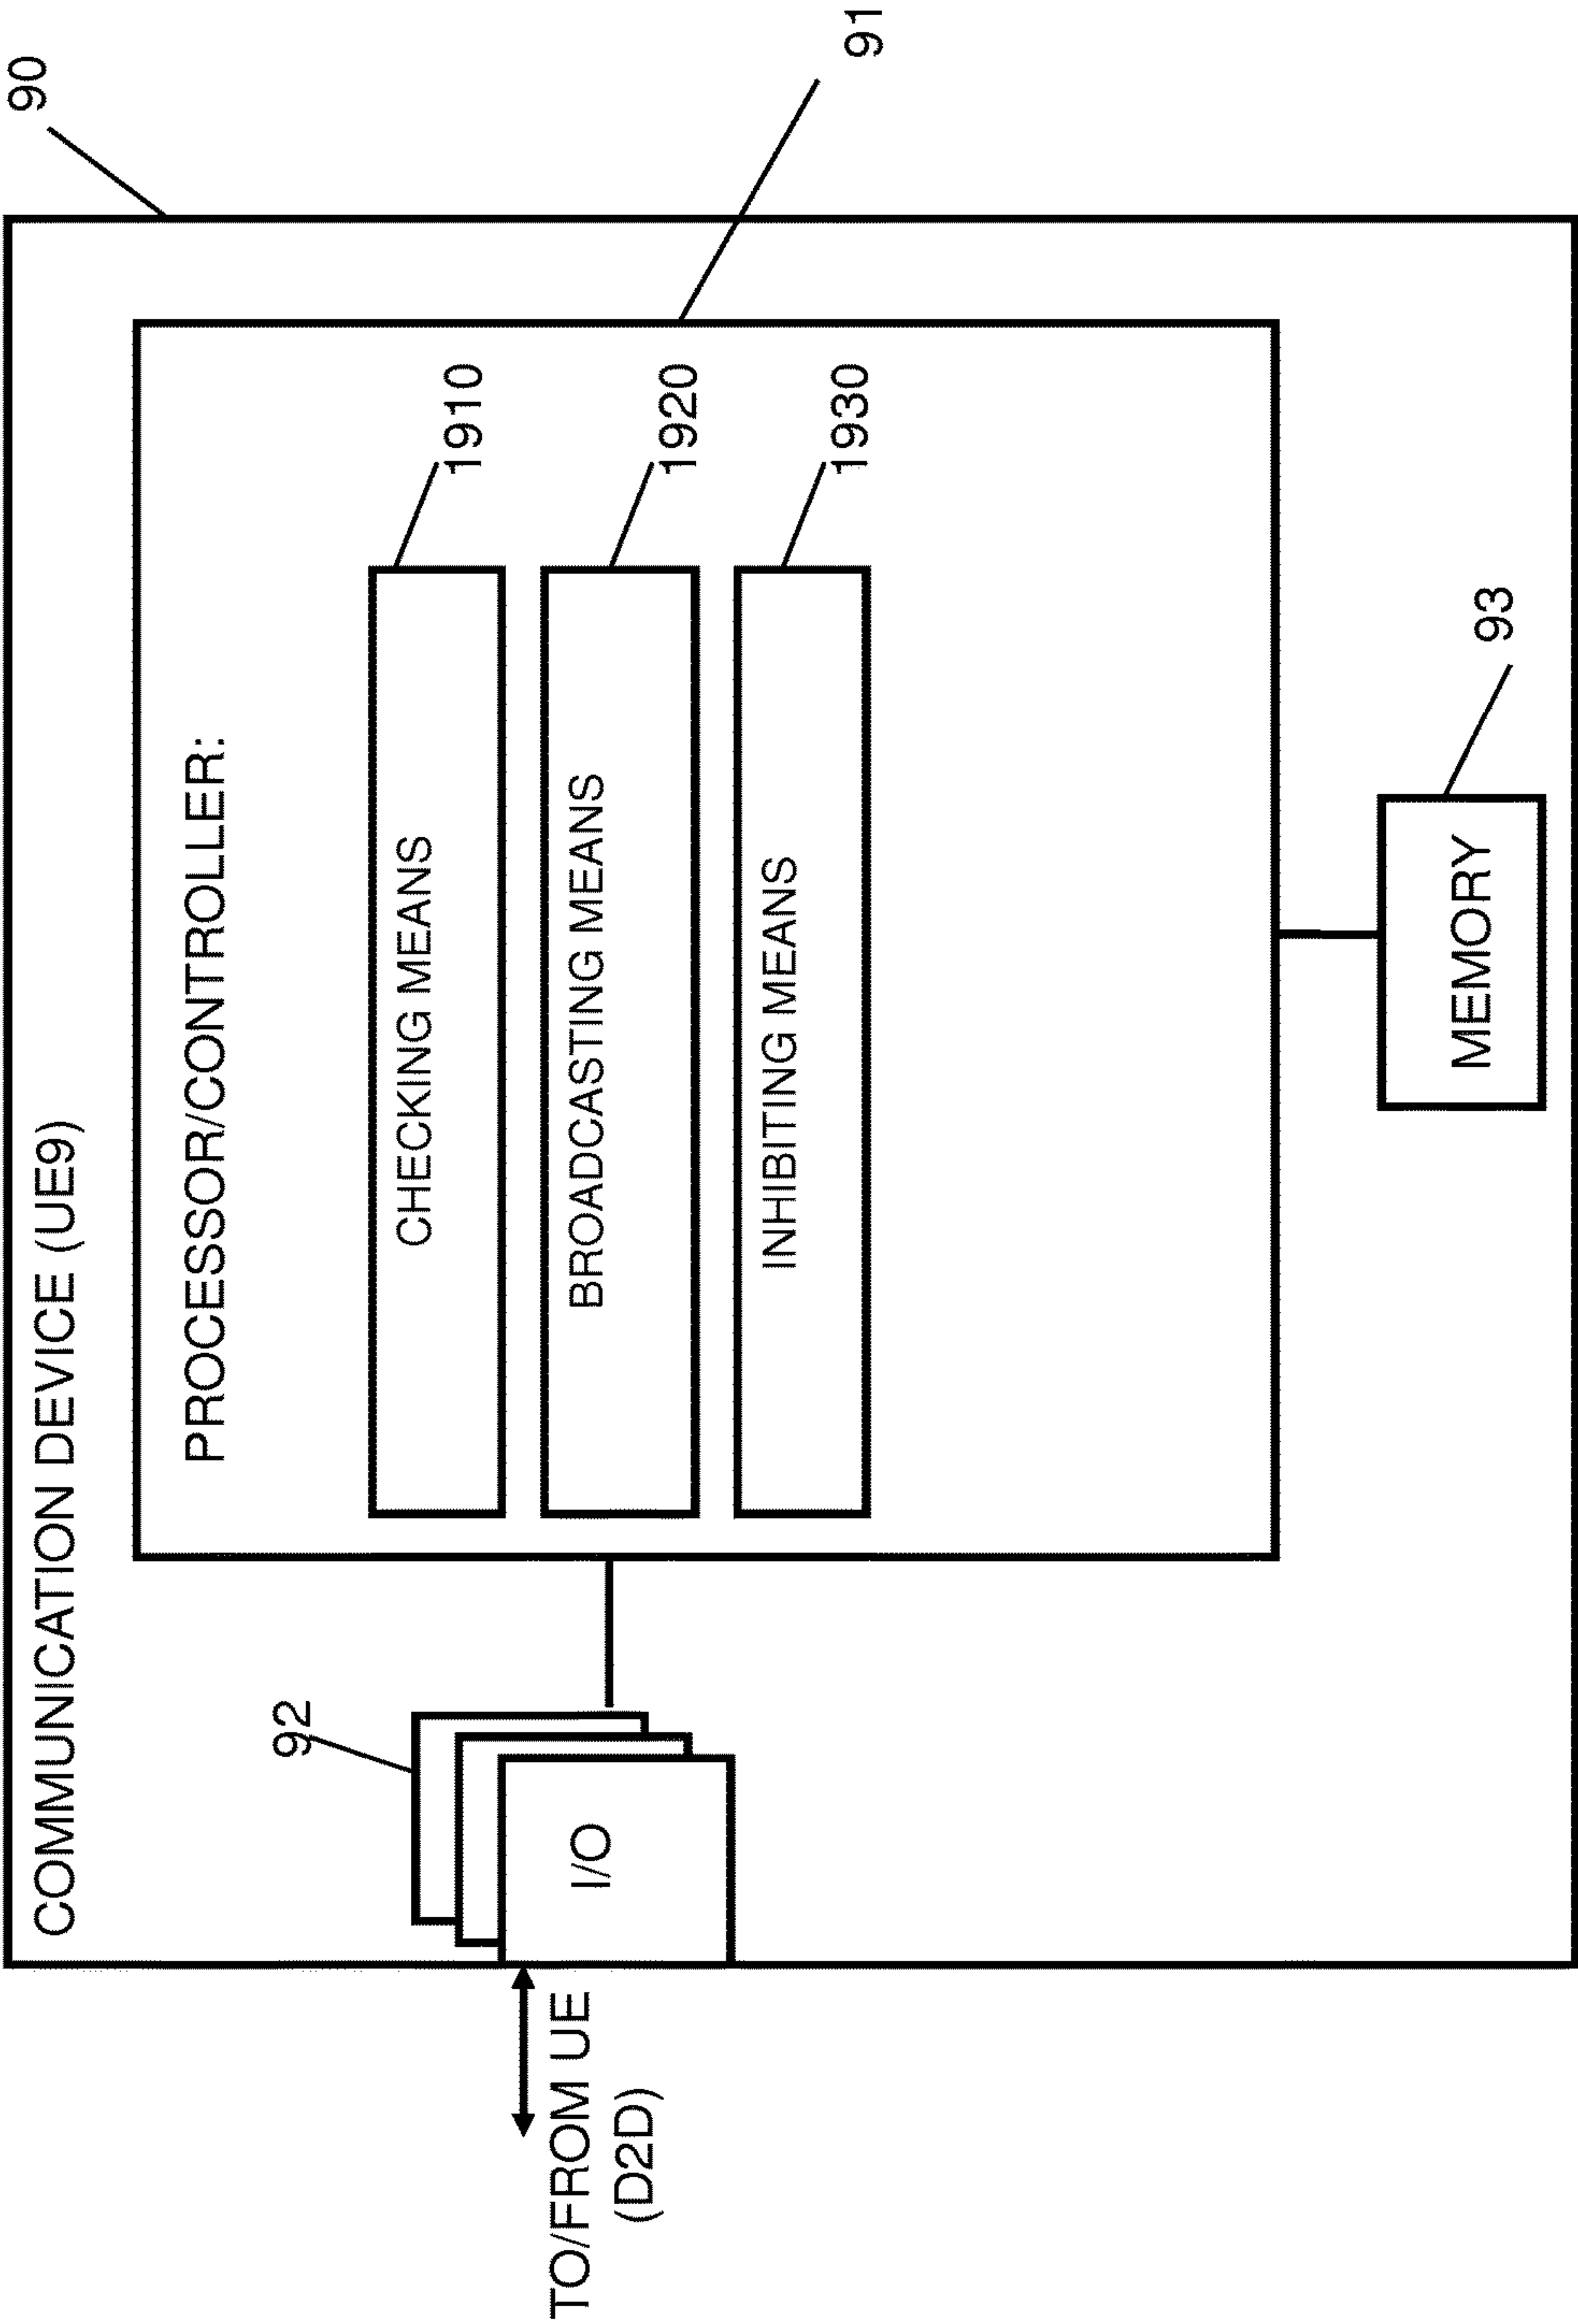 COMMUNICATION DEVICE (UE9)
90
PROCESSOR/CONTROLLER:
91
CHECKING MEANS
1910
BROADCASTING MEANS
1920
INHIBITING MEANS
1930
92
I/O
TO/FROM UE
(D2D)
MEMORY
93